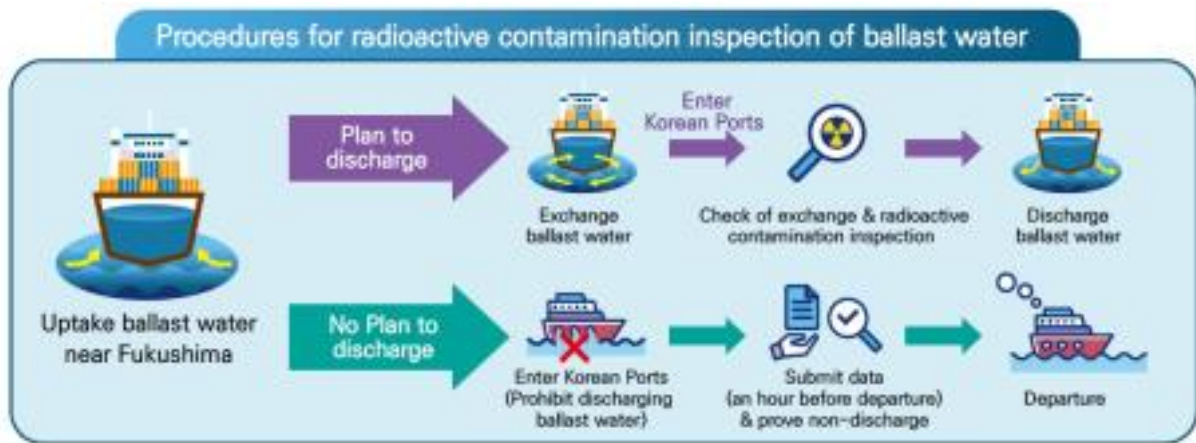 Procedures for radioactive contamination inspection of ballast water
Uptake ballast water
near Fukushima
Plan to
discharge
Exchange
ballast water
Enter
Korean Ports
Check of exchange & radioactive
contamination inspection
Discharge
ballast water
No Plan to
discharge
Enter Korean Ports
(Prohibit discharging
ballast water)
Submit data
(an hour before departure)
& prove non-discharge
Departure